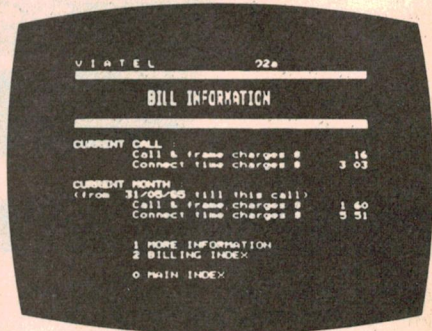 V I A T E L 92a
BILL INFORMATION
CURRENT CALL
Call & frame charges $ 16
Connect time charges $ 3 03
CURRENT MONTH
(from 31/05/85 till this call)
Call & frame charges $ 1 60
Connect time charges $ 5 51
1 MORE INFORMATION
2 BILLING INDEX
0 MAIN INDEX